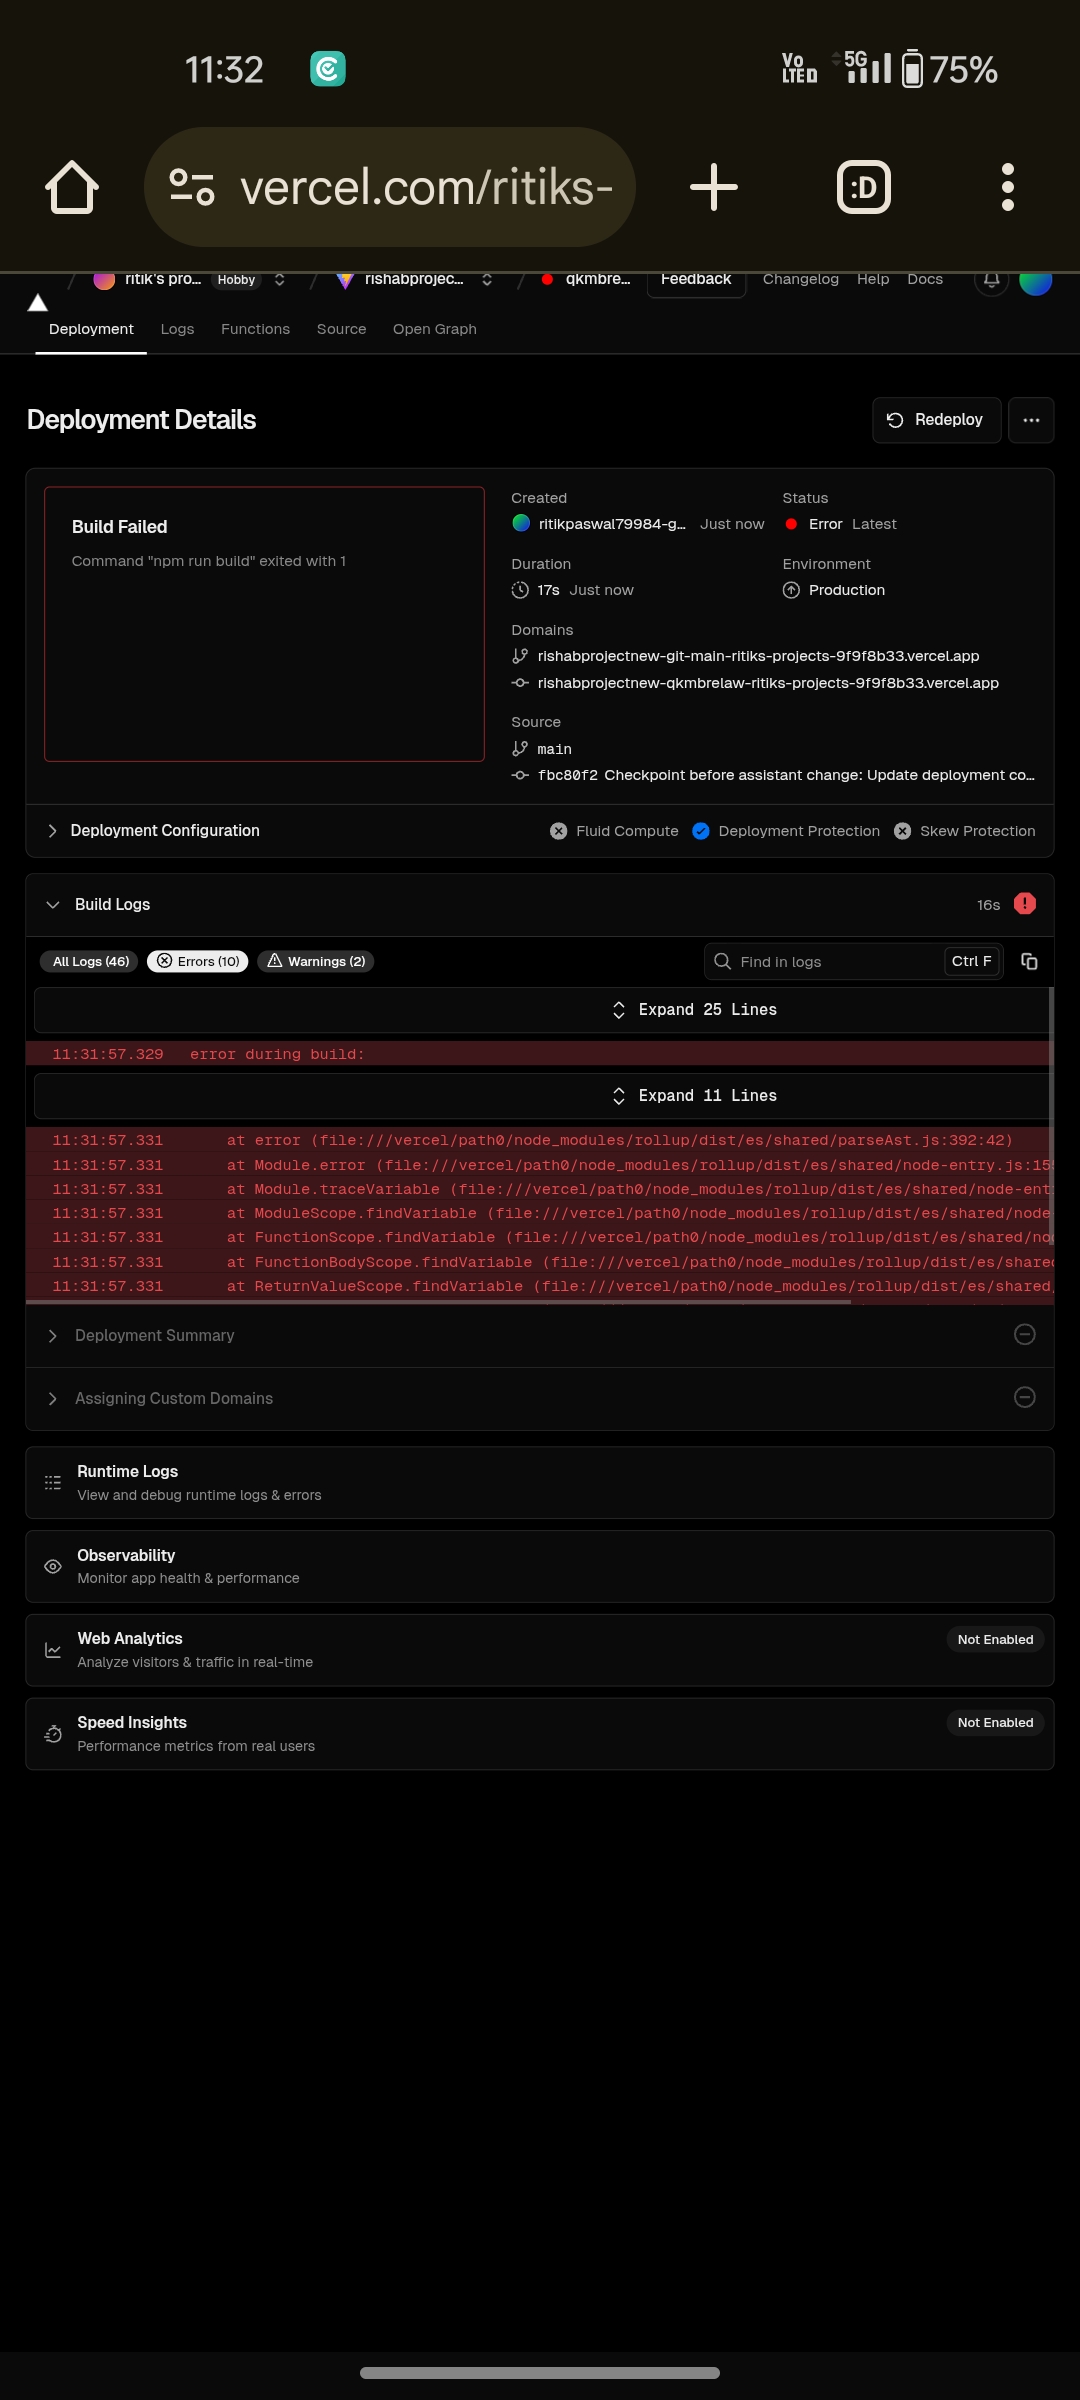 11:32
Vo LTE D 5G 75%
vercel.com/ritiks-
:D
ritik's pro... Hobby rishabprojec... qkmbre... Feedback Changelog Help Docs
Deployment Logs Functions Source Open Graph
Deployment Details
Redeploy
Build Failed
Command "npm run build" exited with 1
Created
ritikpaswal79984-g... Just now
Status
Error Latest
Duration
17s Just now
Environment
Production
Domains
rishabprojectnew-git-main-ritiks-projects-9f9f8b33.vercel.app
rishabprojectnew-qkmbrelaw-ritiks-projects-9f9f8b33.vercel.app
Source
main
fbc80f2 Checkpoint before assistant change: Update deployment co...
Deployment Configuration
Fluid Compute Deployment Protection Skew Protection
Build Logs
16s
All Logs (46) Errors (10) Warnings (2)
Find in logs Ctrl F
Expand 25 Lines
11:31:57.329 error during build:
Expand 11 Lines
11:31:57.331 at error (file:///vercel/path0/node_modules/rollup/dist/es/shared/parseAst.js:392:42)
11:31:57.331 at Module.error (file:///vercel/path0/node_modules/rollup/dist/es/shared/node-entry.js:15
11:31:57.331 at Module.traceVariable (file:///vercel/path0/node_modules/rollup/dist/es/shared/node-ent
11:31:57.331 at ModuleScope.findVariable (file:///vercel/path0/node_modules/rollup/dist/es/shared/node-
11:31:57.331 at FunctionScope.findVariable (file:///vercel/path0/node_modules/rollup/dist/es/shared/no
11:31:57.331 at FunctionBodyScope.findVariable (file:///vercel/path0/node_modules/rollup/dist/es/share
11:31:57.331 at ReturnValueScope.findVariable (file:///vercel/path0/node_modules/rollup/dist/es/shared
Deployment Summary
Assigning Custom Domains
Runtime Logs
View and debug runtime logs & errors
Observability
Monitor app health & performance
Web Analytics
Analyze visitors & traffic in real-time
Not Enabled
Speed Insights
Performance metrics from real users
Not Enabled